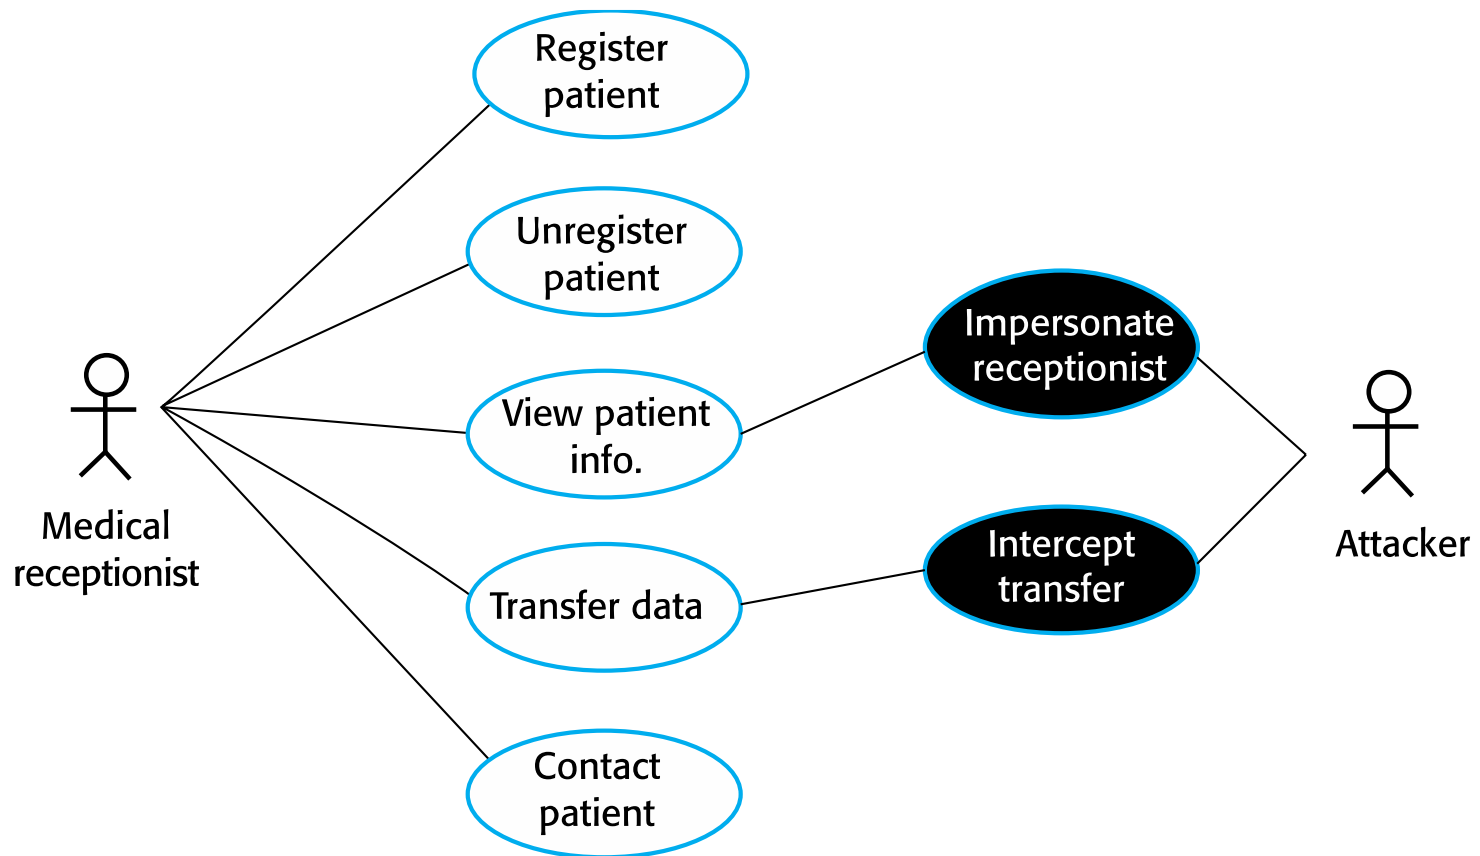 Register
patient
Unregister
patient
View patient
info.
Transfer data
Contact
patient
Medical
receptionist
Impersonate
receptionist
Intercept
transfer
Attacker